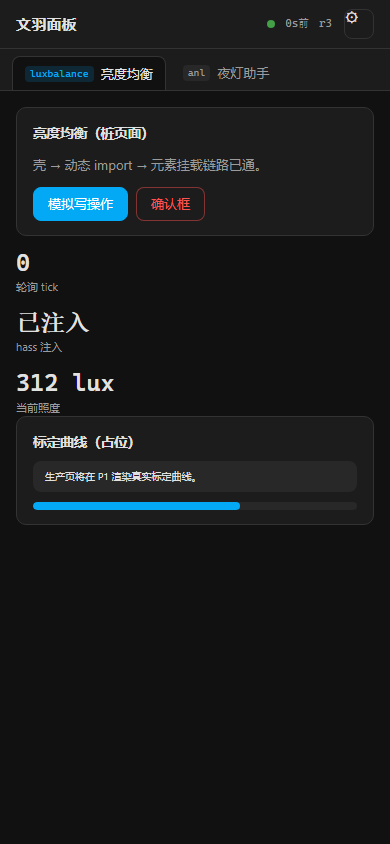 文羽面板
0s前 r3
luxbalance 亮度均衡 anl 夜灯助手
亮度均衡（桩页面）
壳 → 动态 import → 元素挂载链路已通。
模拟写操作 确认框
0
轮询 tick
已注入
hass 注入
312 lux
当前照度
标定曲线（占位）
生产页将在 P1 渲染真实标定曲线。